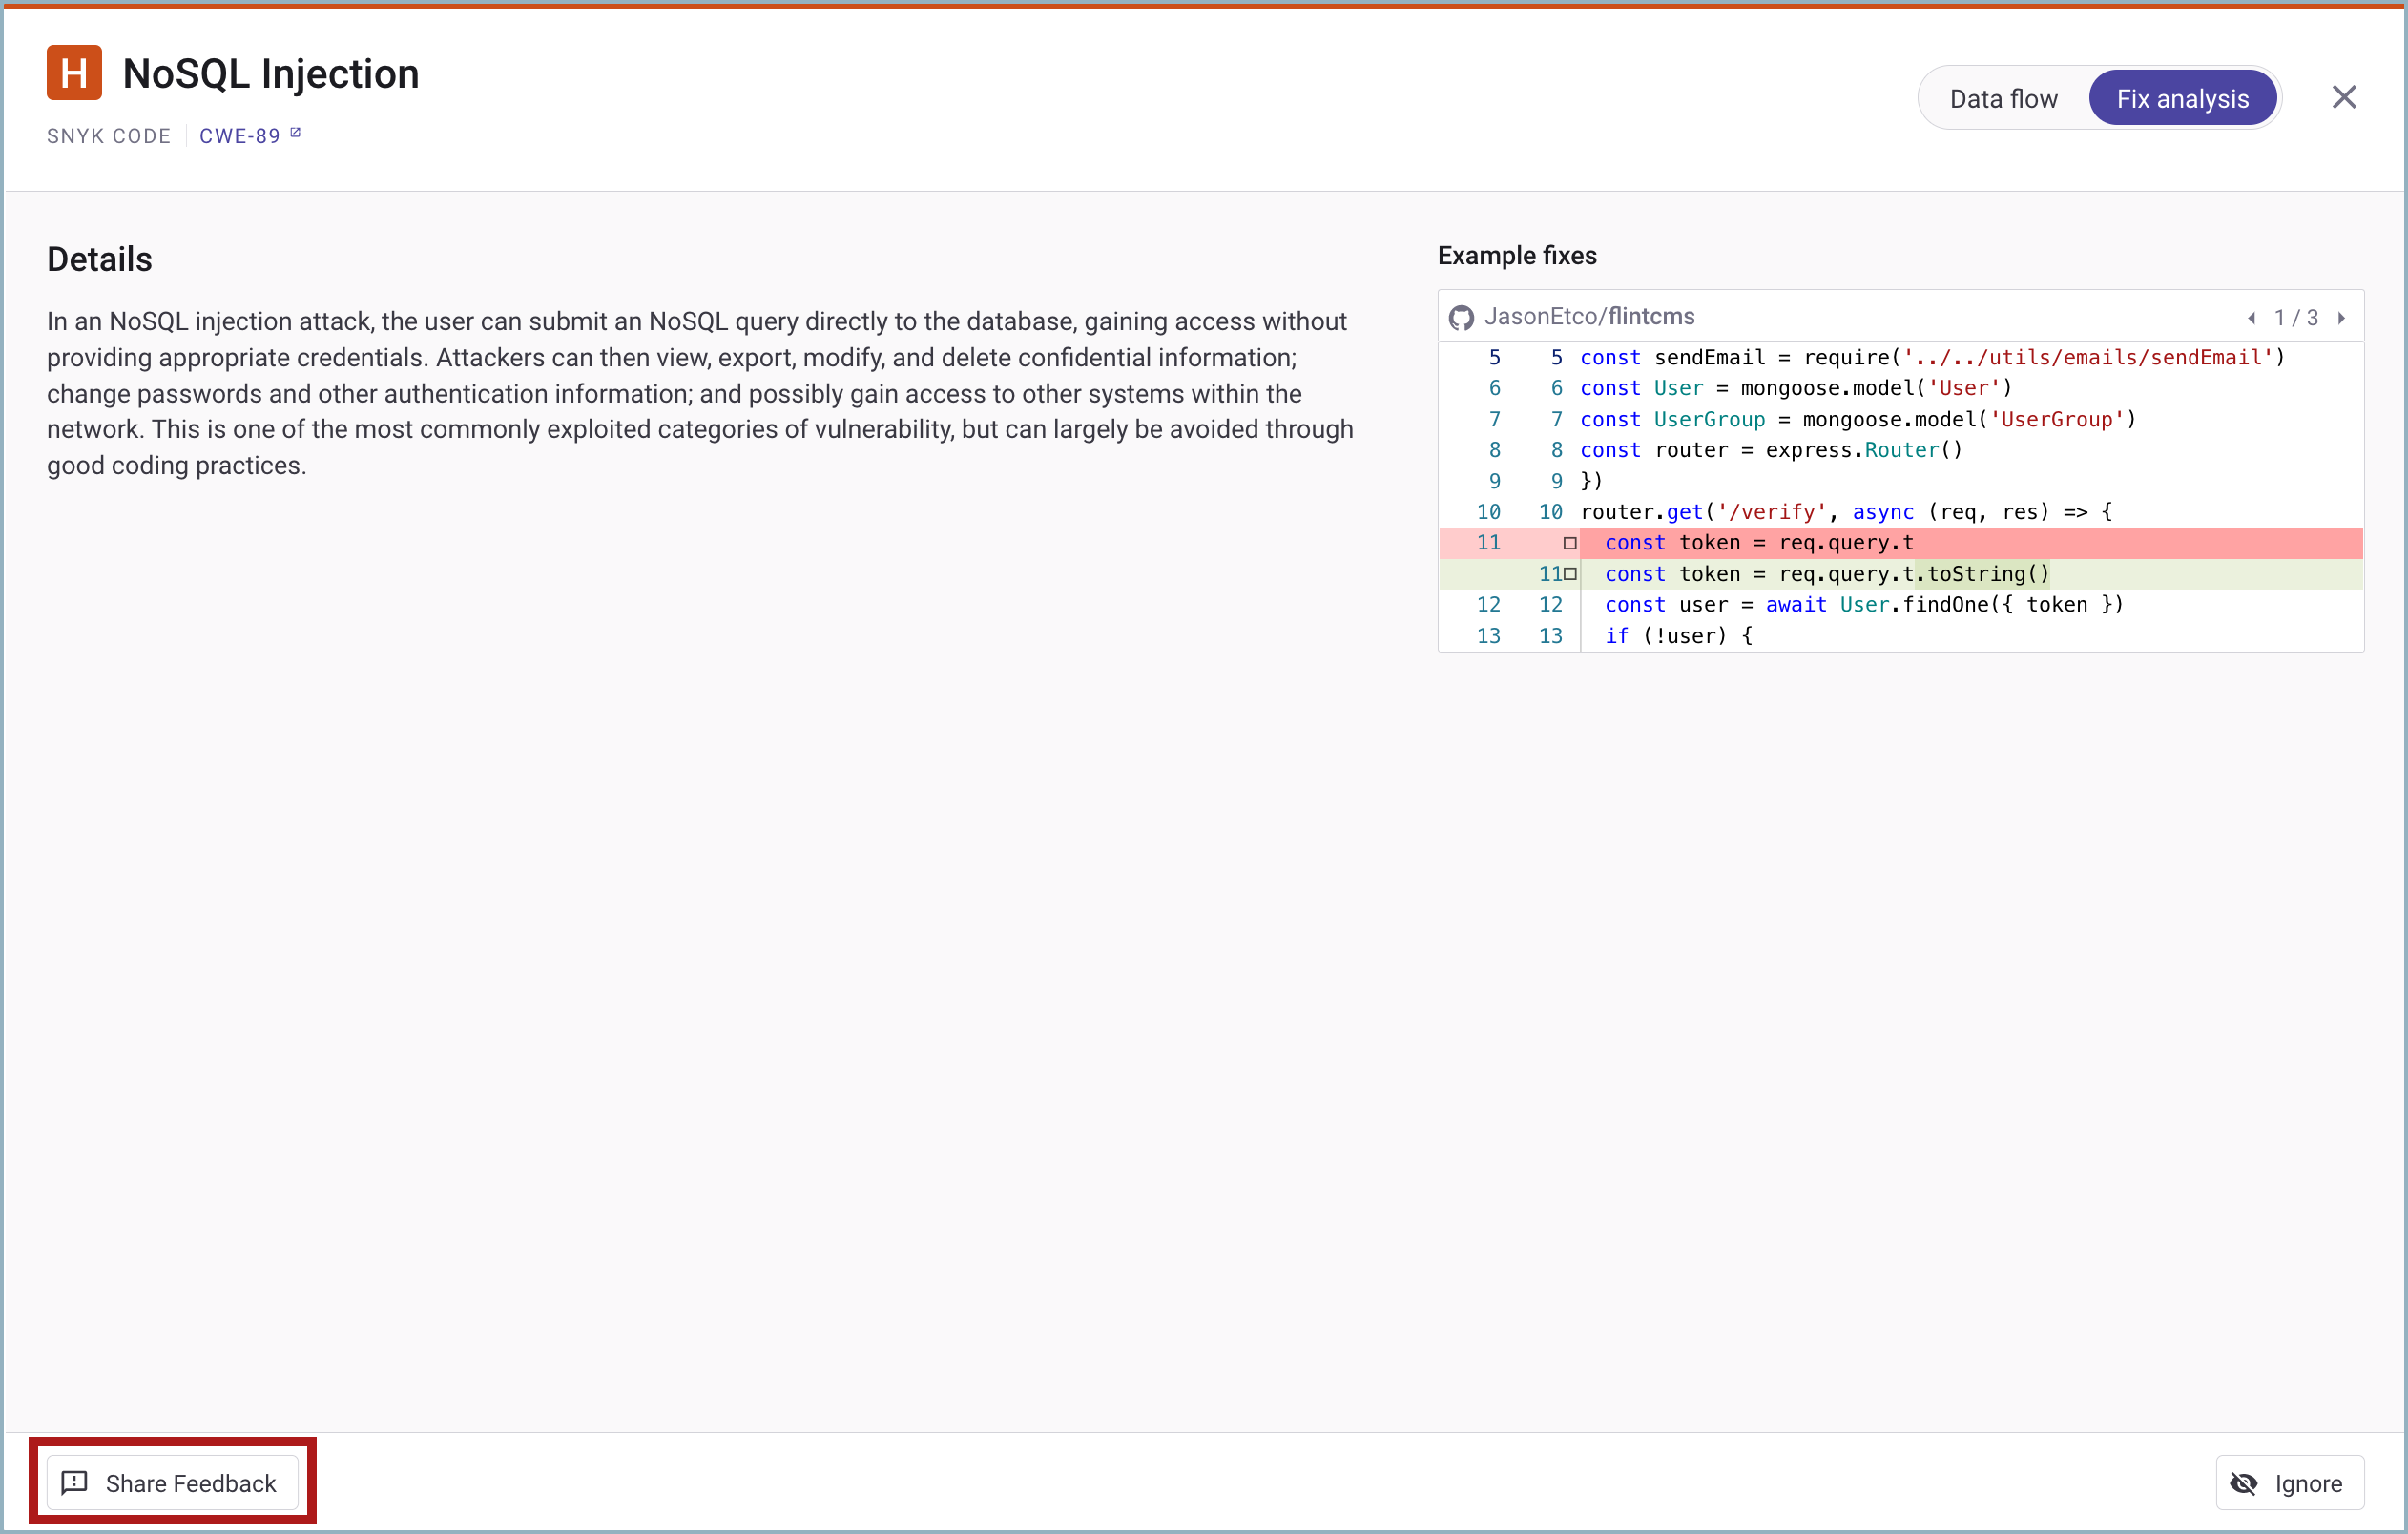 H NoSQL Injection
SNYK CODE CWE-89
Data flow Fix analysis
Details
In an NoSQL injection attack, the user can submit an NoSQL query directly to the database, gaining access without
providing appropriate credentials. Attackers can then view, export, modify, and delete confidential information;
change passwords and other authentication information; and possibly gain access to other systems within the
network. This is one of the most commonly exploited categories of vulnerability, but can largely be avoided through
good coding practices.
Example fixes
JasonEtco/flintcms 1 / 3
5 5 const sendEmail = require('../../utils/emails/sendEmail')
6 6 const User = mongoose.model('User')
7 7 const UserGroup = mongoose.model('UserGroup')
8 8 const router = express.Router()
9 9 })
10 10 router.get('/verify', async (req, res) => {
11 const token = req.query.t
11 const token = req.query.t.toString()
12 12 const user = await User.findOne({ token })
13 13 if (!user) {
Share Feedback
Ignore